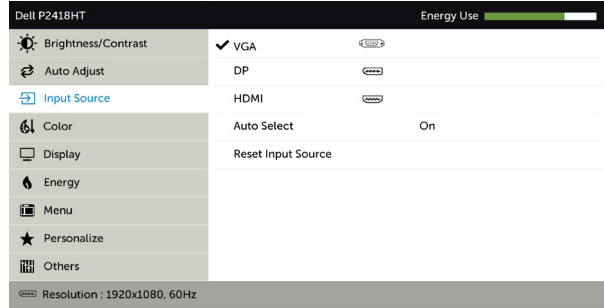 Dell P2418HT Energy Use
Brightness/Contrast VGA
Auto Adjust DP
Input Source HDMI
Color Auto Select On
Display Reset Input Source
Energy
Menu
Personalize
Others
Resolution : 1920x1080, 60Hz